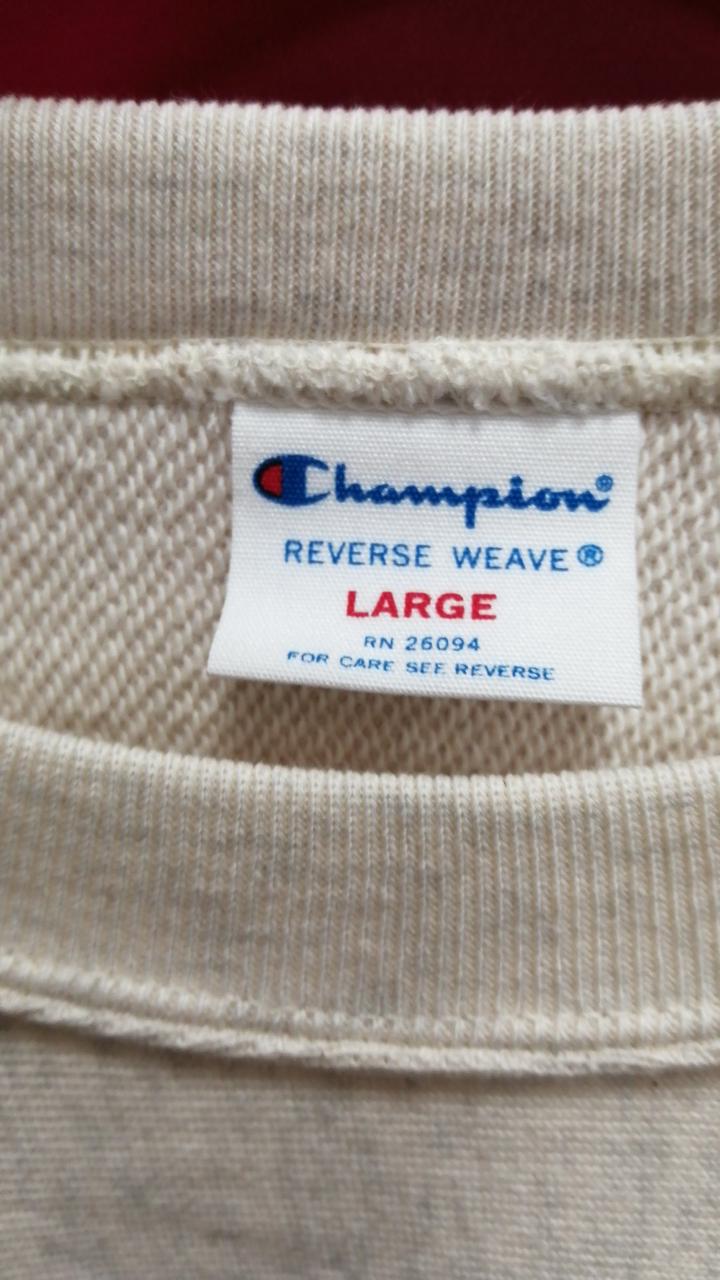 Champion®
REVERSE WEAVE®
LARGE
RN 26094
FOR CARE SEE REVERSE